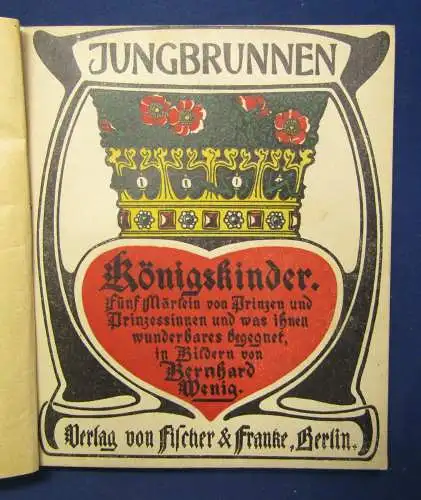 JUNGBRUNNEN
Königskinder.
Fünf Märlein von Prinzen und
Prinzessinnen und was ihnen
wunderbares begegnet,
in Bildern von
Bernhard
Wenig.
Verlag von Fischer & Franke, Berlin.